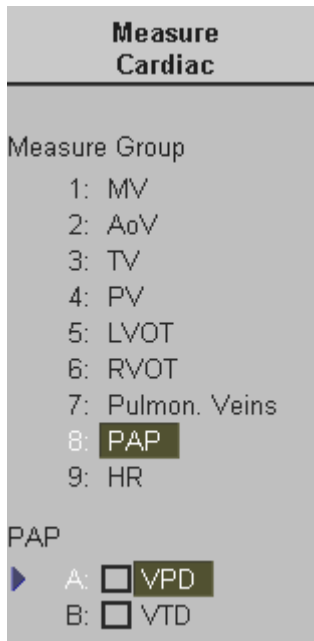 Measure
Cardiac
Measure Group
1: MV
2: AoV
3: TV
4: PV
5: LVOT
6: RVOT
7: Pulmon. Veins
8: PAP
9: HR
PAP
A: VPD
B: VTD